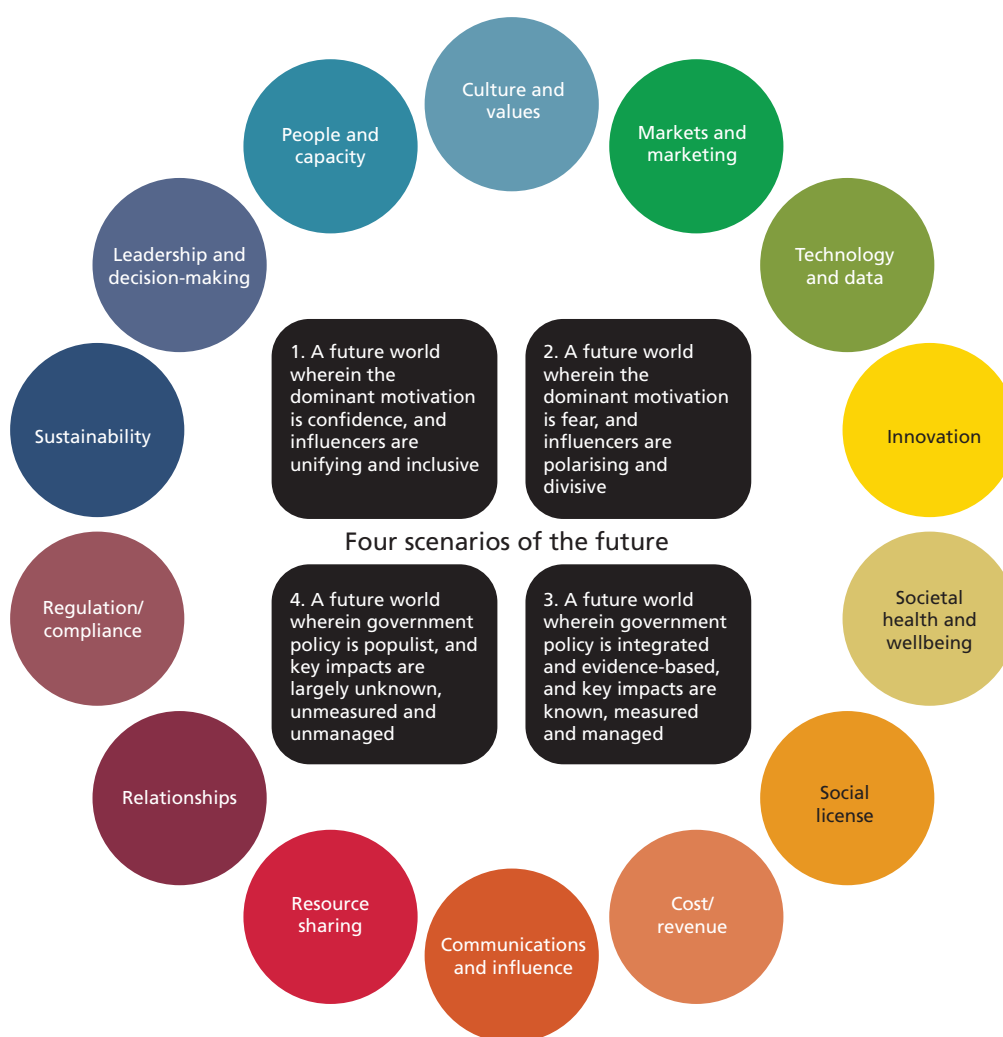 Culture and
values
Markets and
marketing
Technology
and data
Innovation
Societal
health and
wellbeing
Social
license
Cost/
revenue
Communications
and influence
Resource
sharing
Relationships
Regulation/
compliance
Sustainability
Leadership and
decision-making
People and
capacity
1. A future world
wherein the
dominant motivation
is confidence, and
influencers are
unifying and inclusive
2. A future world
wherein the
dominant motivation
is fear, and
influencers are
polarising and
divisive
Four scenarios of the future
4. A future world
wherein government
policy is populist, and
key impacts are
largely unknown,
unmeasured and
unmanaged
3. A future world
wherein government
policy is integrated
and evidence-based,
and key impacts are
known, measured
and managed